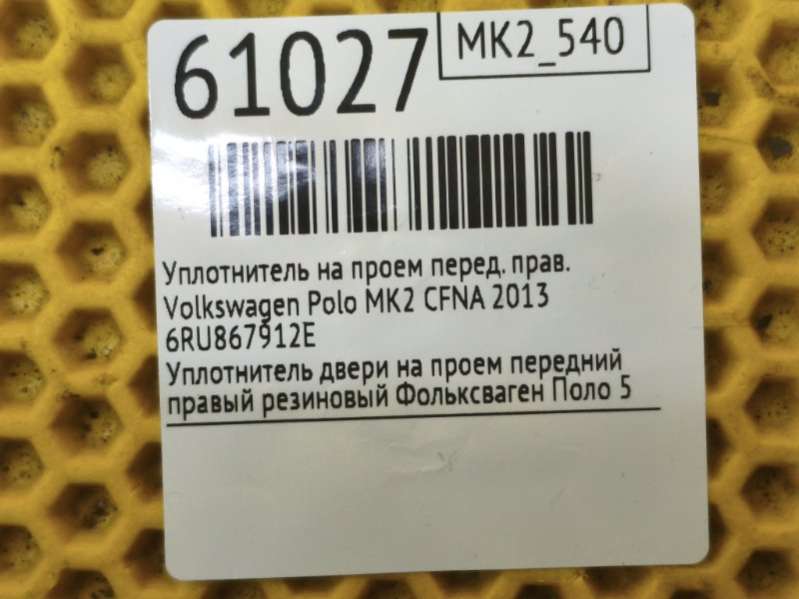 61027
MK2_540
Уплотнитель на проем перед. прав.
Volkswagen Polo MK2 CFNA 2013
6RU867912E
Уплотнитель двери на проем передний
правый резиновый Фольксваген Поло 5